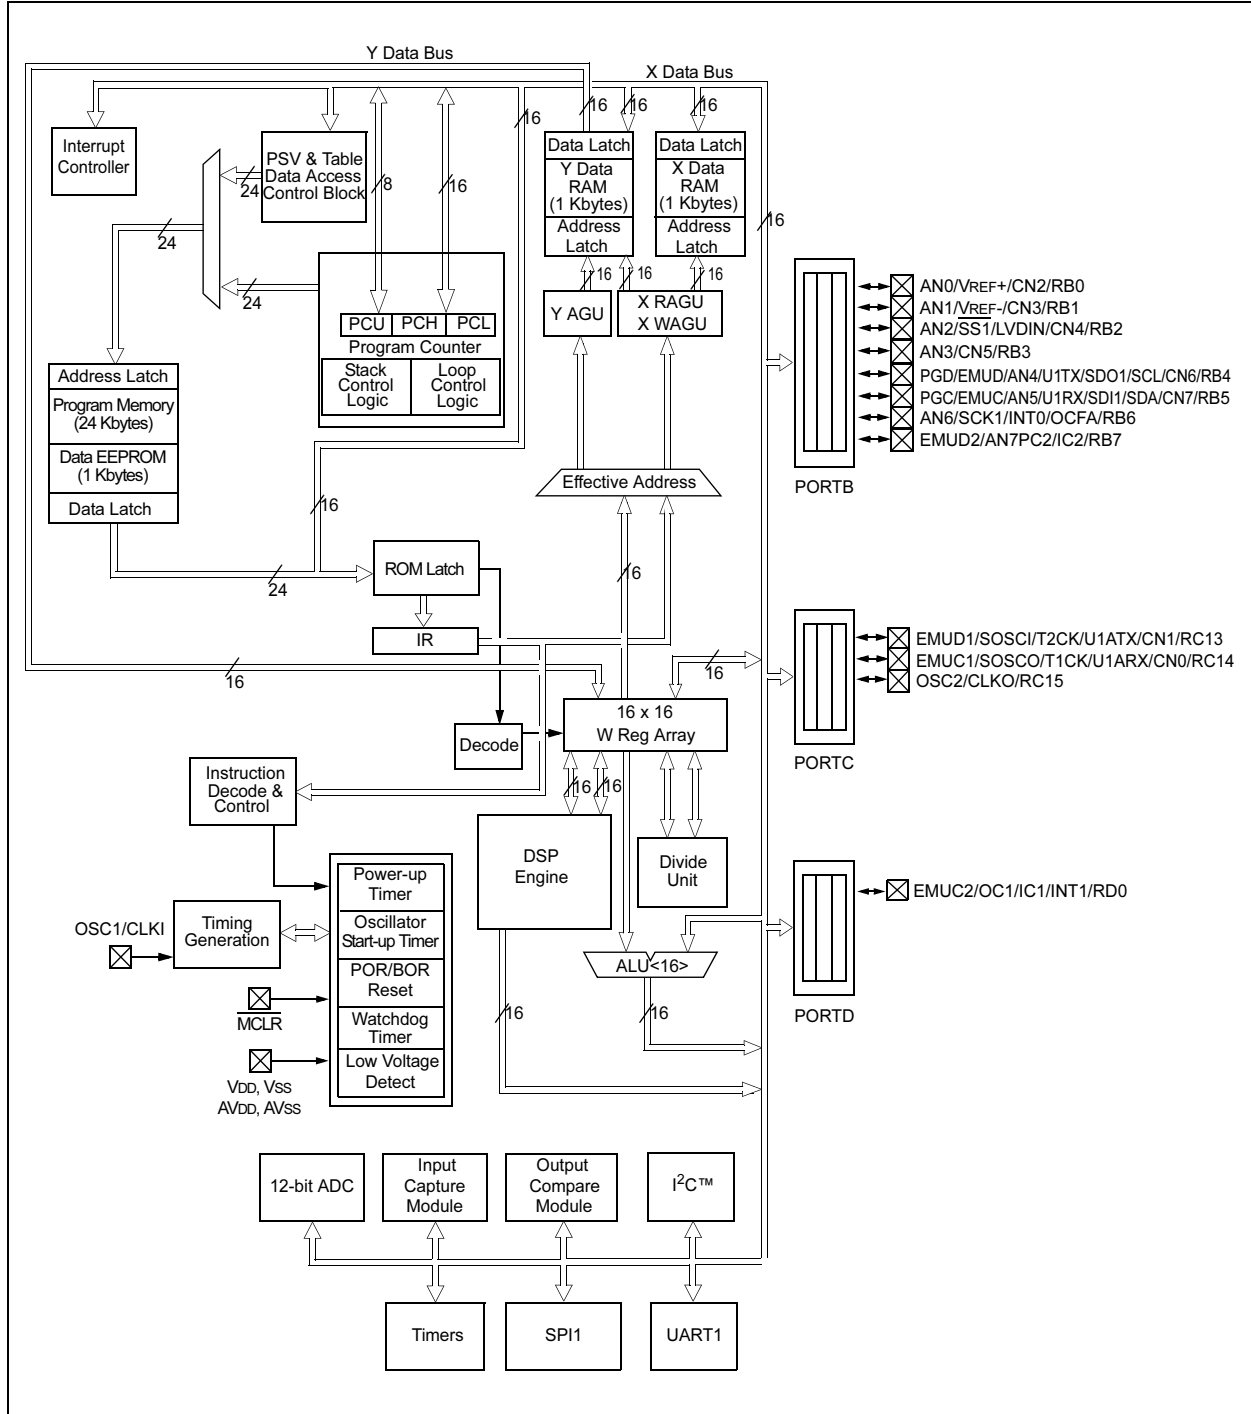 Y Data Bus
X Data Bus
16
16
16
16
Interrupt
Controller
PSV & Table
Data Access
Control Block
24
8
16
24
24
Data Latch
Y Data
RAM
(1 Kbytes)
Address
Latch
Data Latch
X Data
RAM
(1 Kbytes)
Address
Latch
16
16
16
16
Y AGU
X RAGU
X WAGU
PCU
PCH
PCL
Program Counter
Stack
Control
Logic
Loop
Control
Logic
Address Latch
Program Memory
(24 Kbytes)
Data EEPROM
(1 Kbytes)
Data Latch
16
24
Effective Address
16
ROM Latch
IR
16
16
16 x 16
W Reg Array
Decode
Instruction
Decode &
Control
16
16
DSP
Engine
Divide
Unit
Power-up
Timer
Oscillator
Start-up Timer
POR/BOR
Reset
Watchdog
Timer
Low Voltage
Detect
OSC1/CLKI
Timing
Generation
MCLR
VDD, VSS
AVDD, AVSS
ALU<16>
16
16
AN0/VREF+/CN2/RB0
AN1/VREF-/CN3/RB1
AN2/SS1/LVDIN/CN4/RB2
AN3/CN5/RB3
PGD/EMUD/AN4/U1TX/SDO1/SCL/CN6/RB4
PGC/EMUC/AN5/U1RX/SDI1/SDA/CN7/RB5
AN6/SCK1/INT0/OCFA/RB6
EMUD2/AN7PC2/IC2/RB7
PORTB
EMUD1/SOSCI/T2CK/U1ATX/CN1/RC13
EMUC1/SOSCO/T1CK/U1ARX/CN0/RC14
OSC2/CLKO/RC15
PORTC
EMUC2/OC1/IC1/INT1/RD0
PORTD
12-bit ADC
Input
Capture
Module
Output
Compare
Module
I²C™
Timers
SPI1
UART1